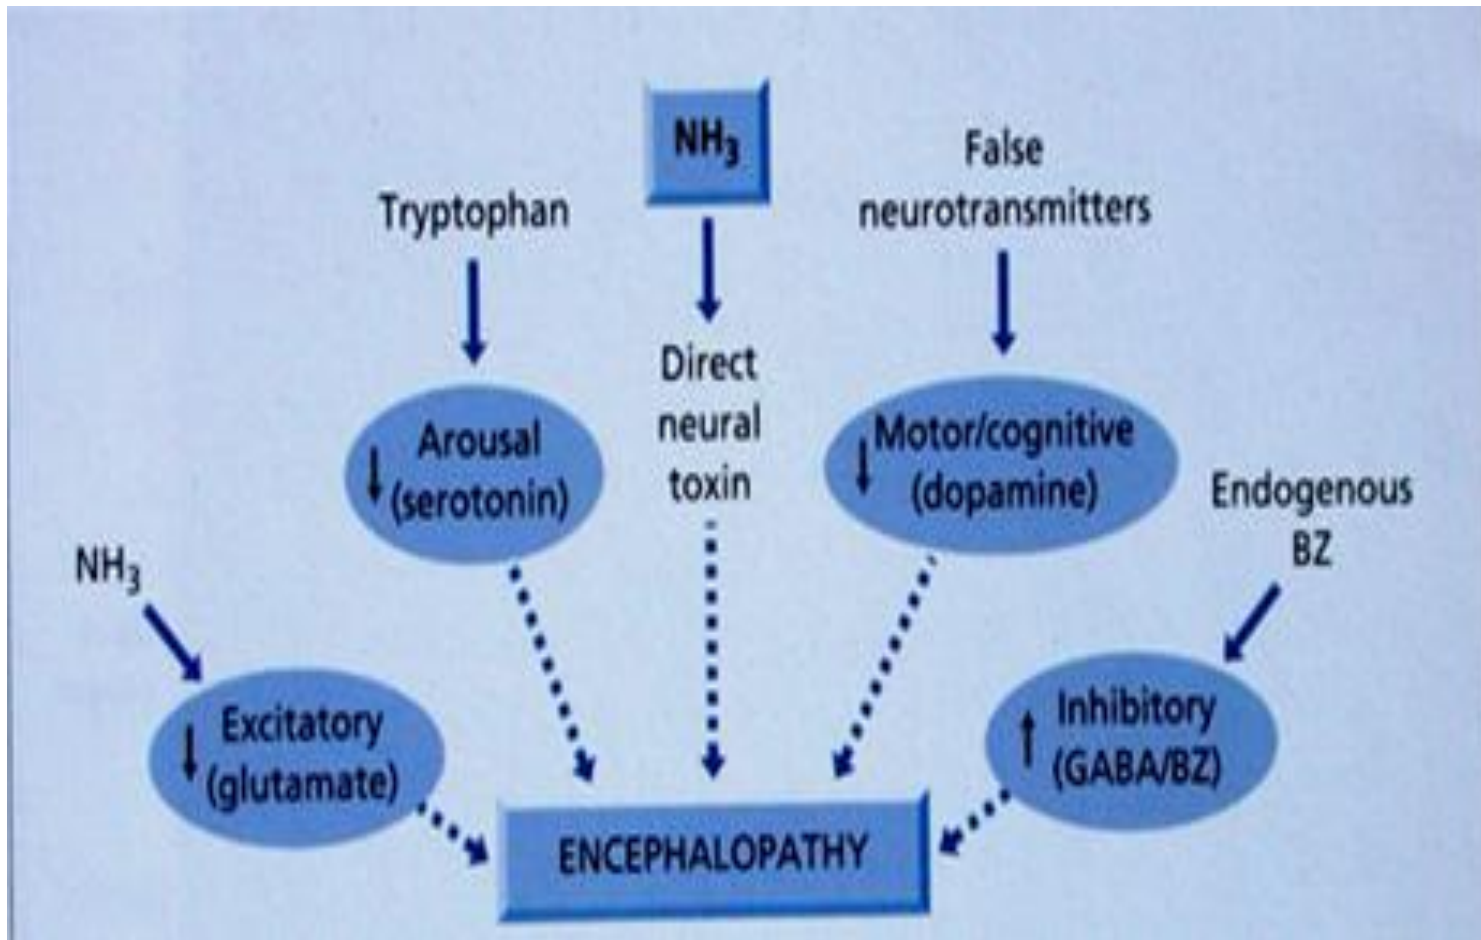 NH₃
False
neurotransmitters
Tryptophan
Direct
neural
toxin
↓ Arousal
(serotonin)
↓ Motor/cognitive
(dopamine)
Endogenous
BZ
NH₃
↓ Excitatory
(glutamate)
↑ Inhibitory
(GABA/BZ)
ENCEPHALOPATHY